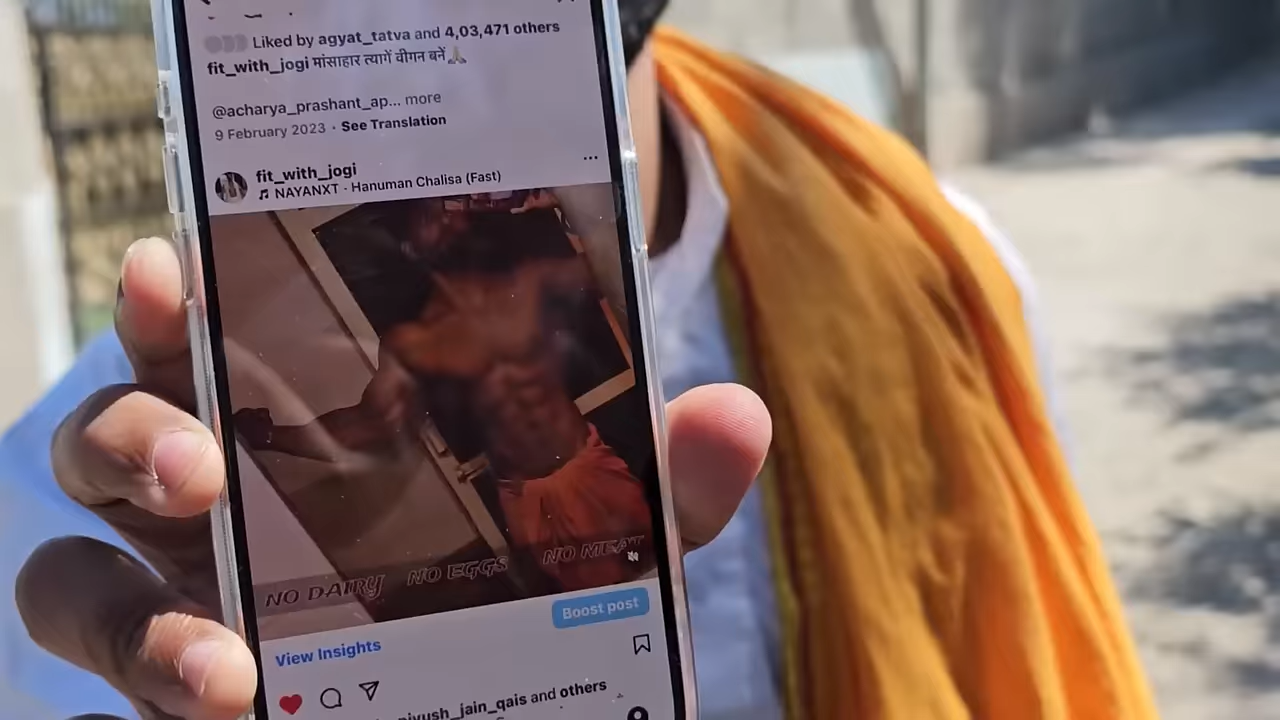 Liked by agyat_tatva and 4,03,471 others
fit_with_jogi मांसाहार त्यागें वीगन बनें🙏
@acharya_prashant_ap... more
9 February 2023 · See Translation
fit_with_jogi
NAYANXT · Hanuman Chalisa (Fast)
NO DAIRY NO EGGS NO MEAT
Boost post
View Insights
piyush_jain_qais and others